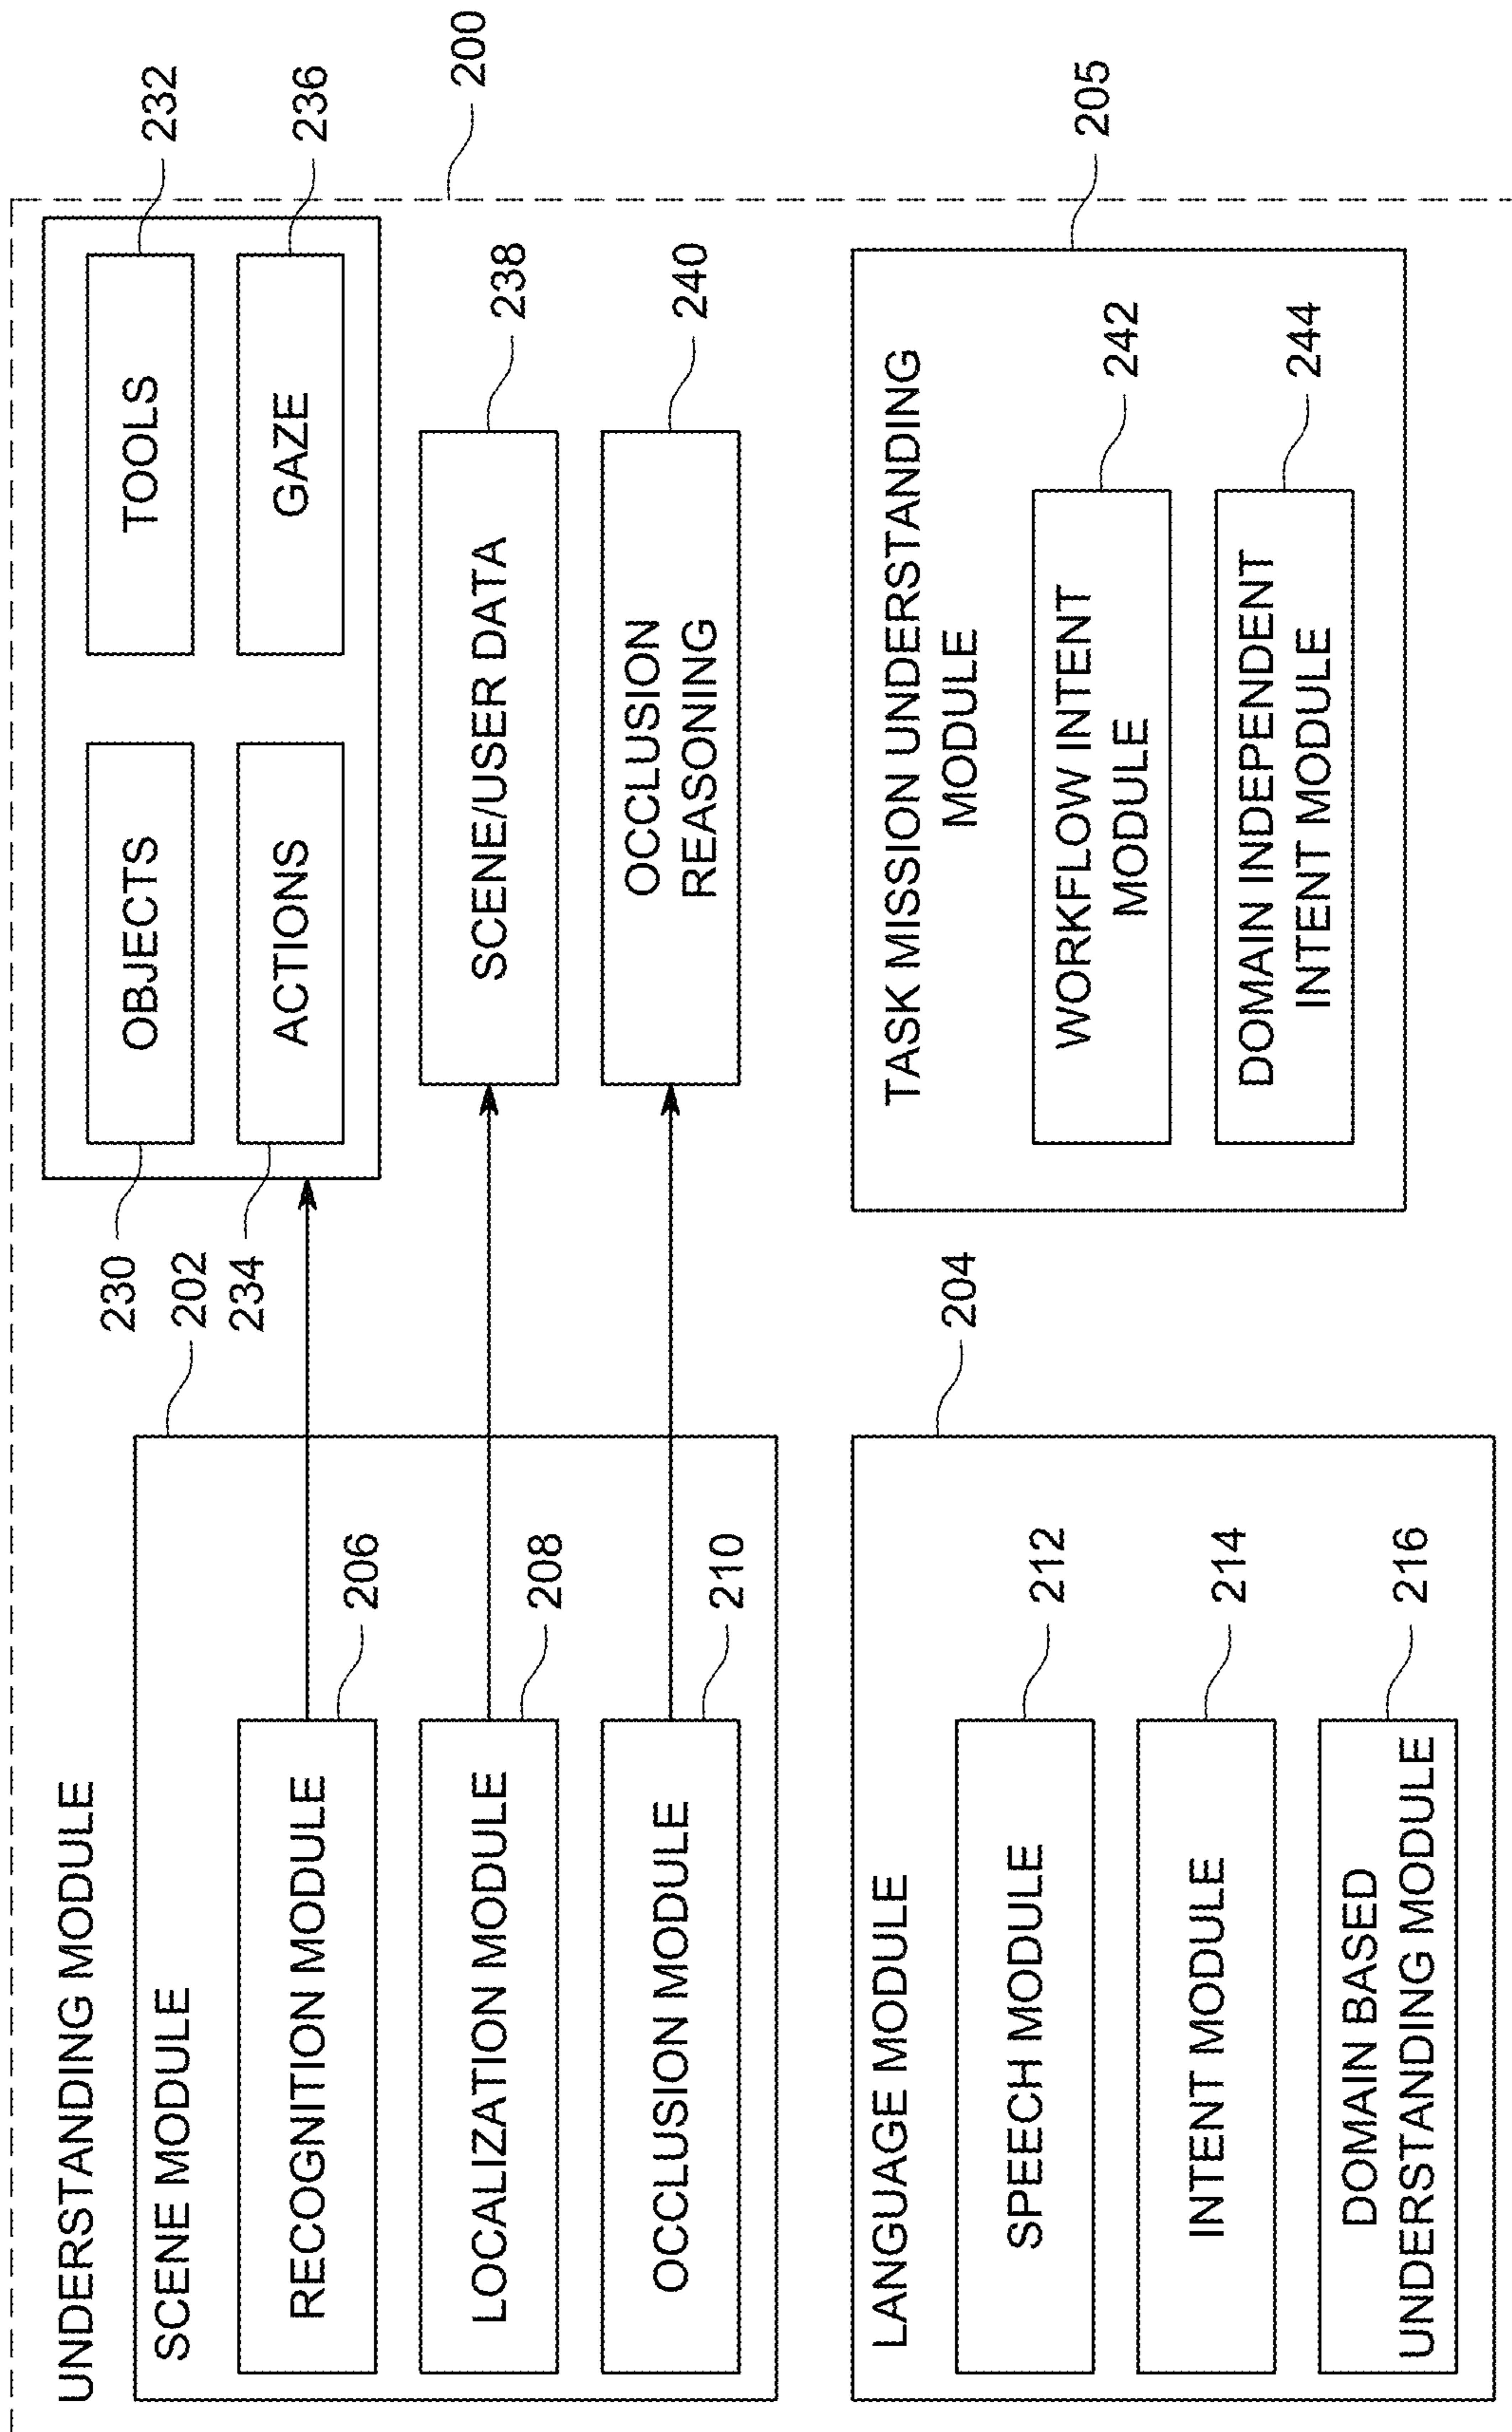 UNDERSTANDING MODULE
200
SCENE MODULE
202
RECOGNITION MODULE
206
LOCALIZATION MODULE
208
OCCLUSION MODULE
210
230
OBJECTS
TOOLS
232
234
ACTIONS
GAZE
236
SCENE/USER DATA
238
OCCLUSION
REASONING
240
LANGUAGE MODULE
204
SPEECH MODULE
212
INTENT MODULE
214
DOMAIN BASED
UNDERSTANDING MODULE
216
TASK MISSION UNDERSTANDING
MODULE
205
WORKFLOW INTENT
MODULE
242
DOMAIN INDEPENDENT
INTENT MODULE
244